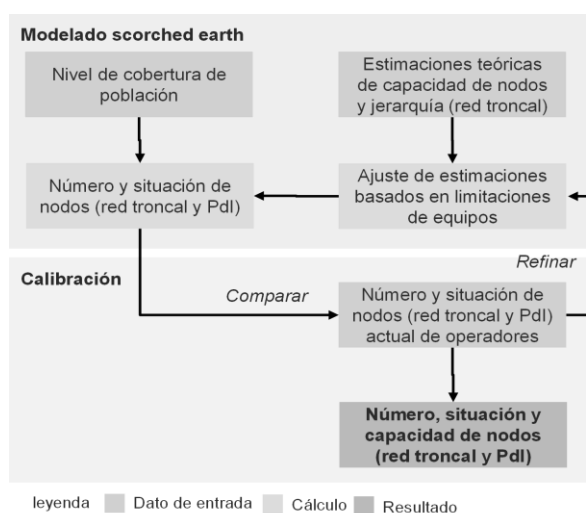 Modelado scorched earth
Nivel de cobertura de
población
Estimaciones teóricas
de capacidad de nodos
y jerarquía (red troncal)
Número y situación de
nodos (red troncal y PdI)
Ajuste de estimaciones
basados en limitaciones
de equipos
Calibración
Refinar
Comparar
Número y situación de
nodos (red troncal y PdI)
actual de operadores
Número, situación y
capacidad de nodos
(red troncal y PdI)
leyenda Dato de entrada Cálculo Resultado